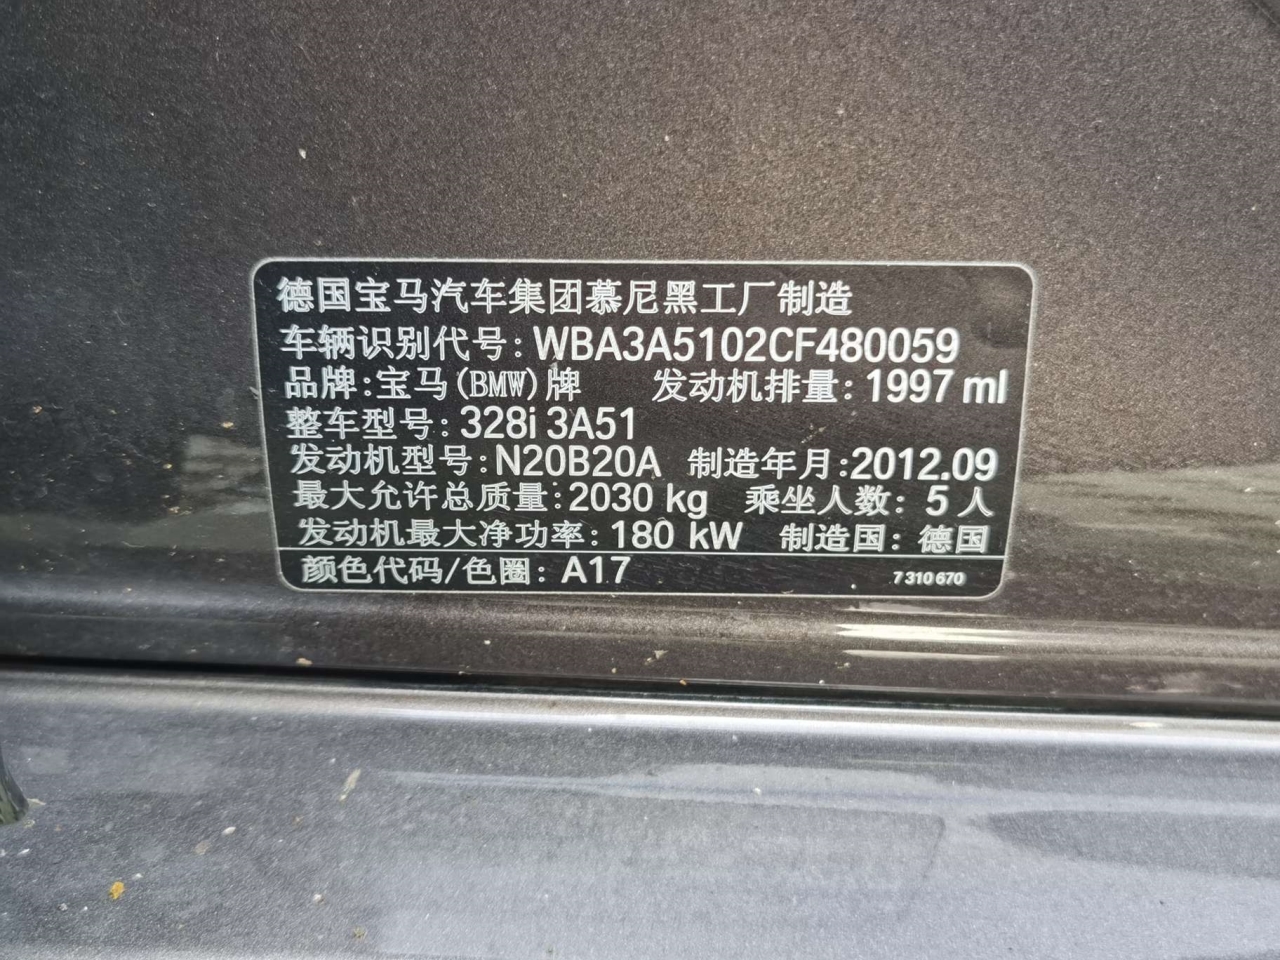 德国宝马汽车集团慕尼黑工厂制造
车辆识别代号: WBA3A5102CF480059
品牌: 宝马(BMW)牌 发动机排量: 1997 ml
整车型号: 328i 3A51
发动机型号: N20B20A 制造年月: 2012.09
最大允许总质量: 2030 kg 乘坐人数: 5 人
发动机最大净功率: 180 kW 制造国: 德国
颜色代码/色圈: A17 7 310 670